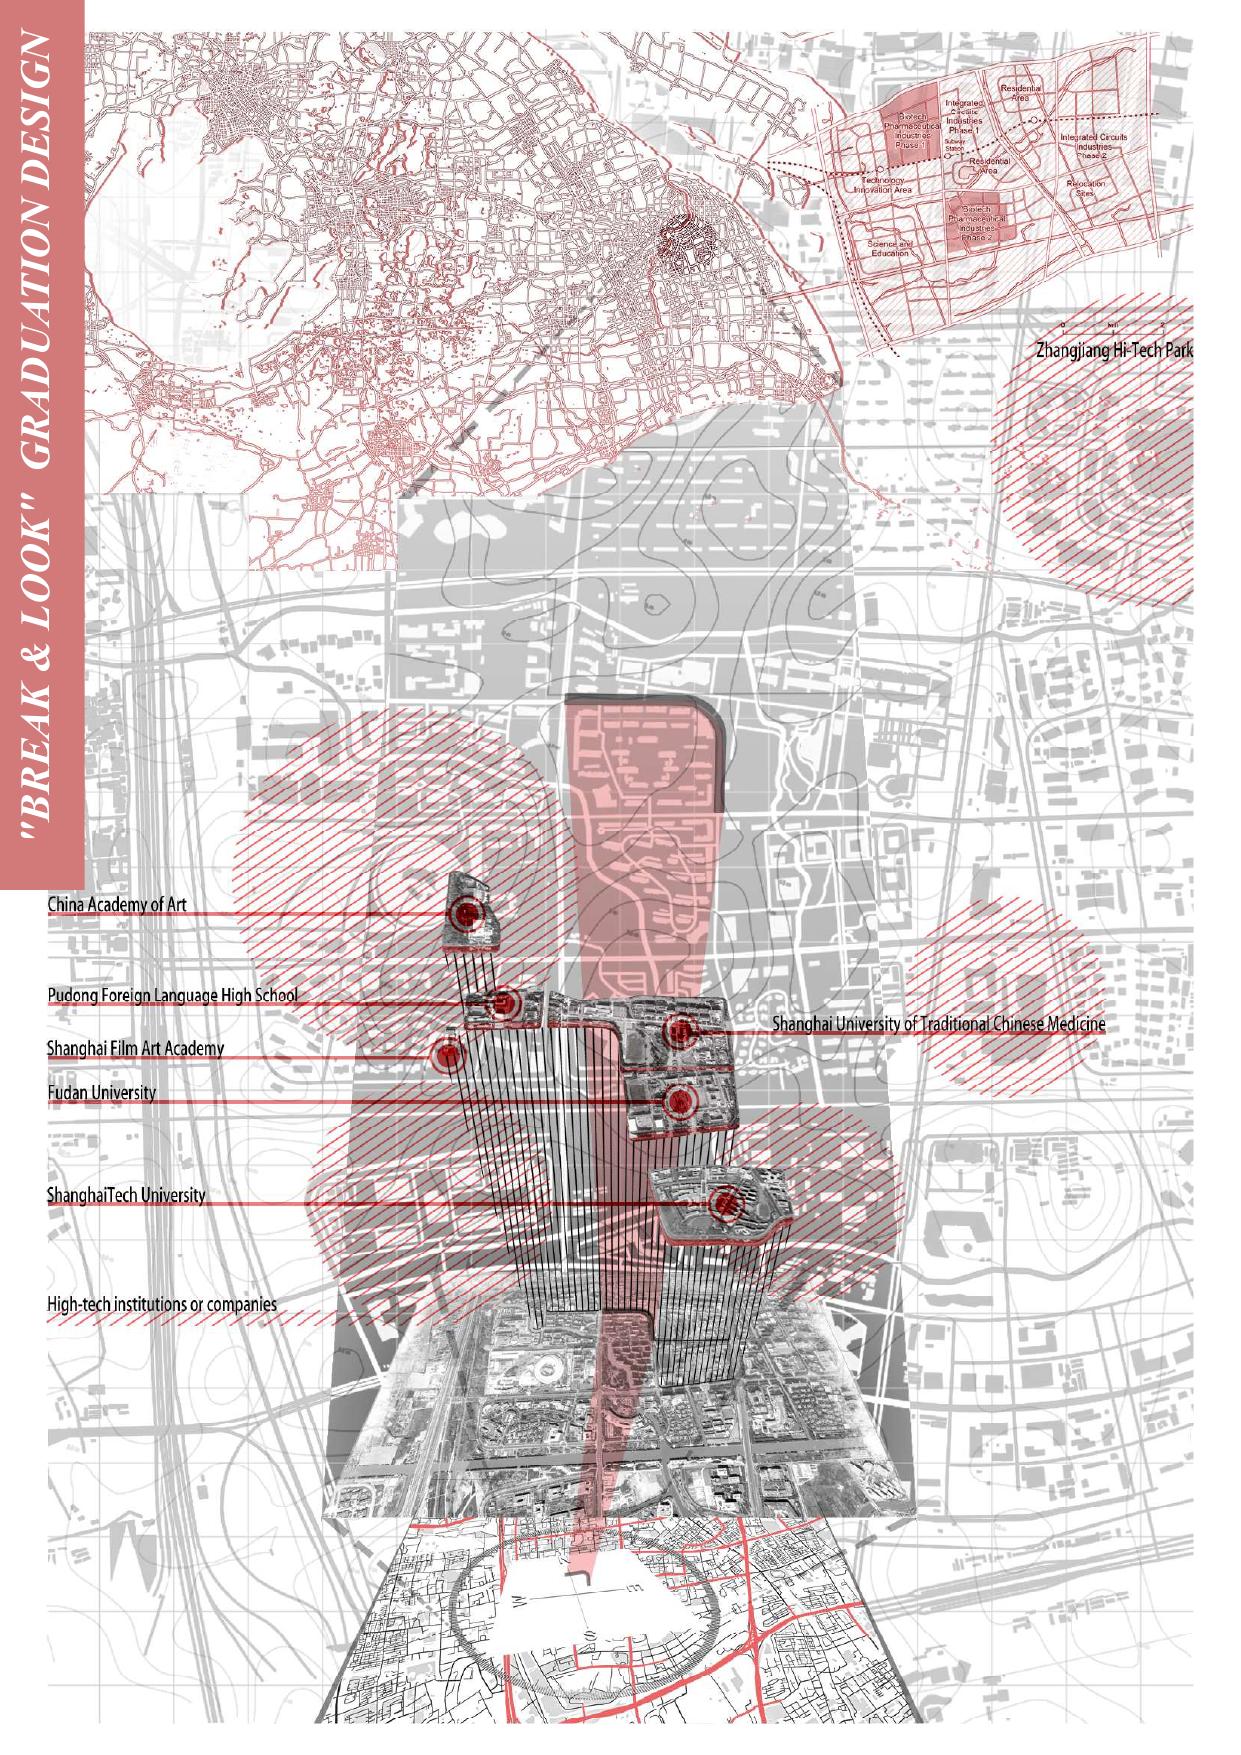 "BREAK & LOOK" GRADUATION DESIGN
Residential
Area
Integrated
Circuits
Industries
Phase 1
Biotech
Pharmaceutical
Industries
Phase 1
Subway
Station
Integrated Circuits
Industries
Phase 2
Residential
Area
Technology
Innovation Area
Relocation
Sites
Biotech
Pharmaceutical
Industries
Phase 2
Science and
Education
0 km 2
Zhangjiang Hi-Tech Park
China Academy of Art
Pudong Foreign Language High School
Shanghai University of Traditional Chinese Medicine
Shanghai Film Art Academy
Fudan University
ShanghaiTech University
High-tech institutions or companies
W
E
S